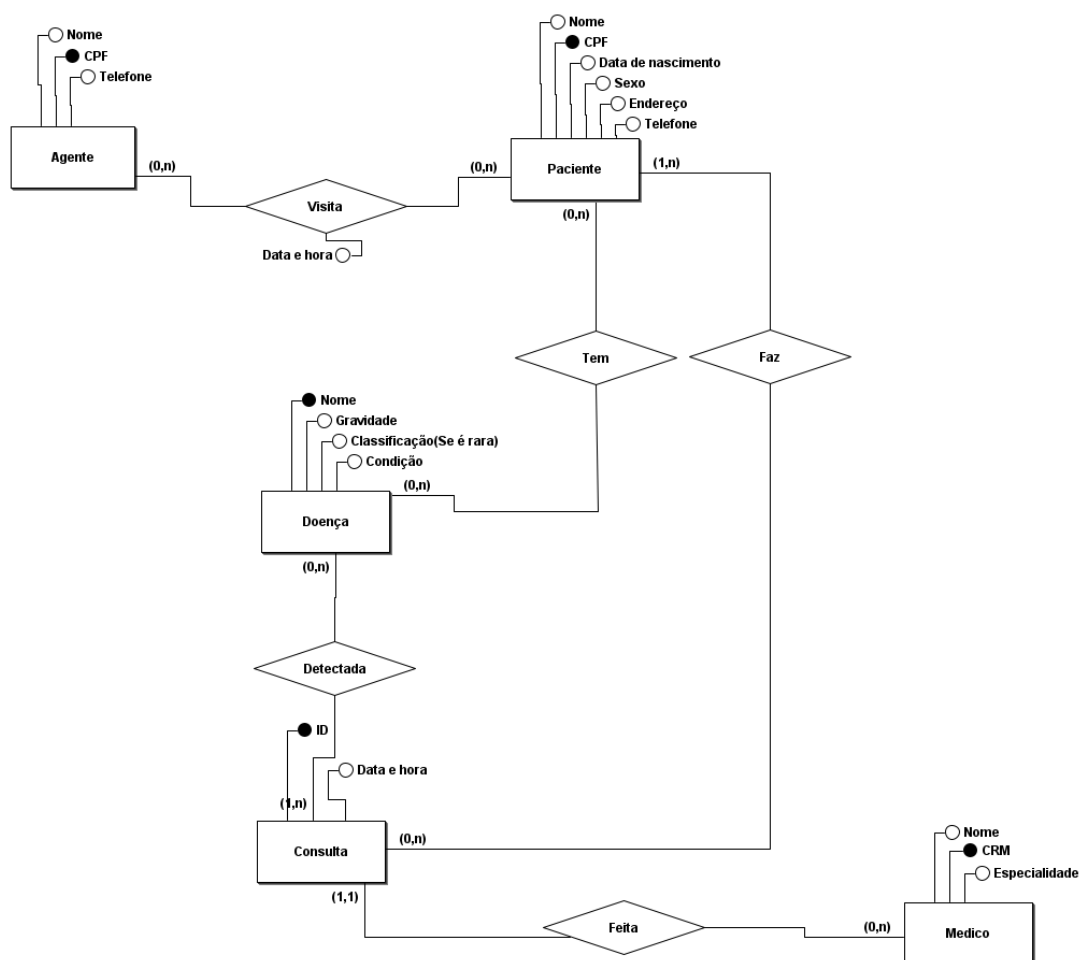 Nome
CPF
Telefone
Agente
(0,n)
Nome
CPF
Data de nascimento
Sexo
Endereço
Telefone
Paciente
(0,n)
(1,n)
(0,n)
Visita
Data e hora
Tem
Faz
Nome
Gravidade
Classificação(Se é rara)
Condição
Doença
(0,n)
(0,n)
Detectada
ID
Data e hora
(1,n)
Consulta
(0,n)
(1,1)
Feita
Nome
CRM
Especialidade
Medico
(0,n)